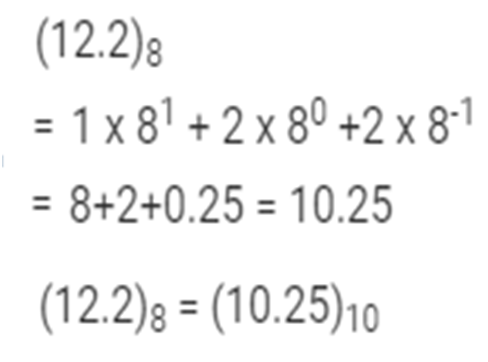 (12.2)₈
= 1 x 8¹ + 2 x 8⁰ +2 x 8⁻¹
= 8+2+0.25 = 10.25
(12.2)₈ = (10.25)₁₀